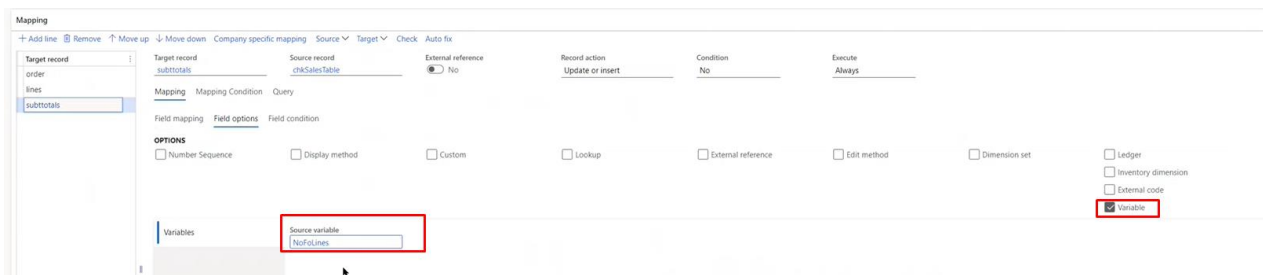 Mapping
+ Add line Remove ↑ Move up ↓ Move down Company specific mapping Source Target Check Auto fix
Target record
order
lines
subttotals
Target record Source record External reference Record action Condition Execute
subttotals chkSalesTable No Update or insert No Always
Mapping Mapping Condition Query
Field mapping Field options Field condition
OPTIONS
Number Sequence Display method Custom Lookup External reference Edit method Dimension set Ledger
Inventory dimension
External code
Variable
Variables
Source variable
NoFoLines